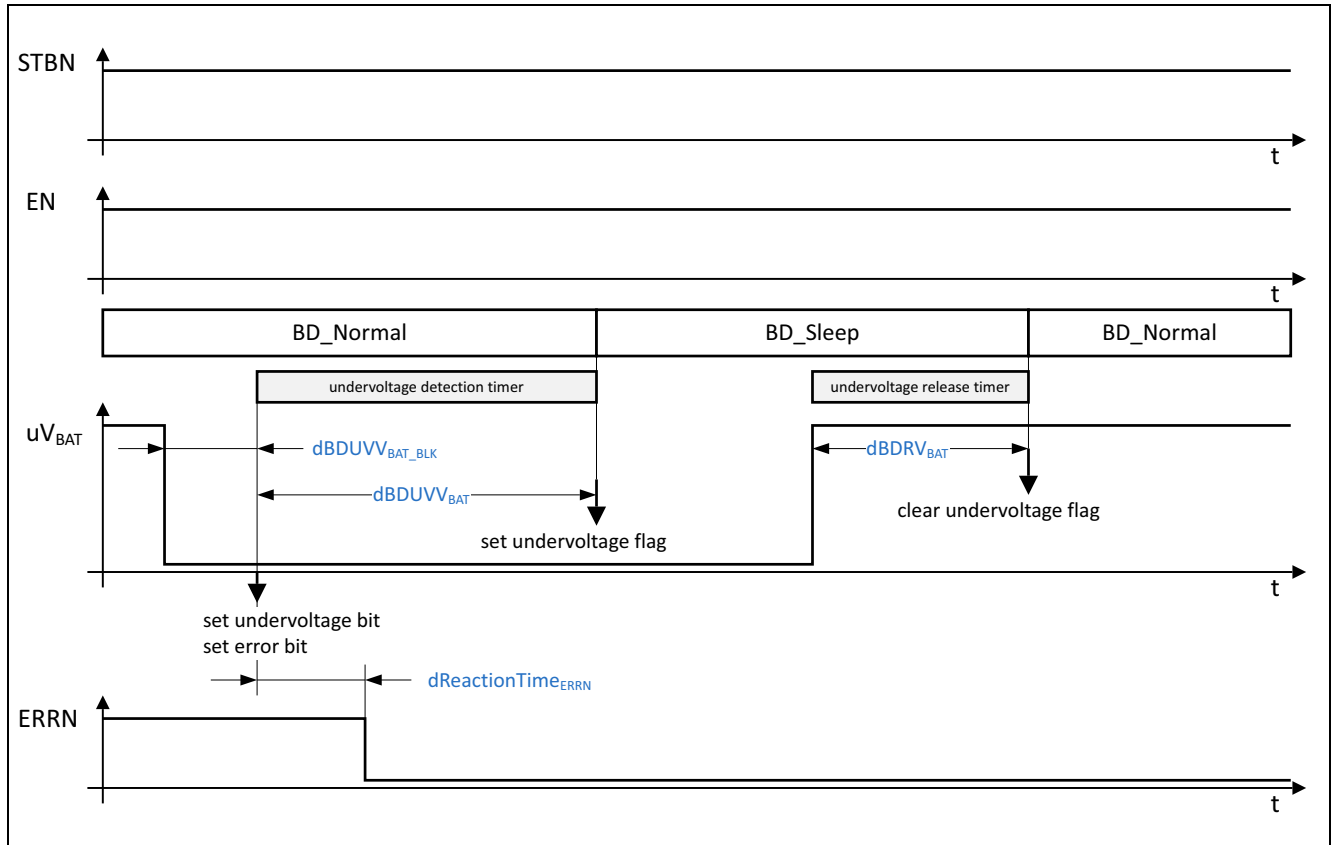 STBN
t
EN
t
BD_Normal
BD_Sleep
BD_Normal
undervoltage detection timer
undervoltage release timer
uVBAT
dBDUVVBAT_BLK
dBDRVBAT
dBDUVVBAT
clear undervoltage flag
set undervoltage flag
t
set undervoltage bit
set error bit
dReactionTimeERRN
ERRN
t